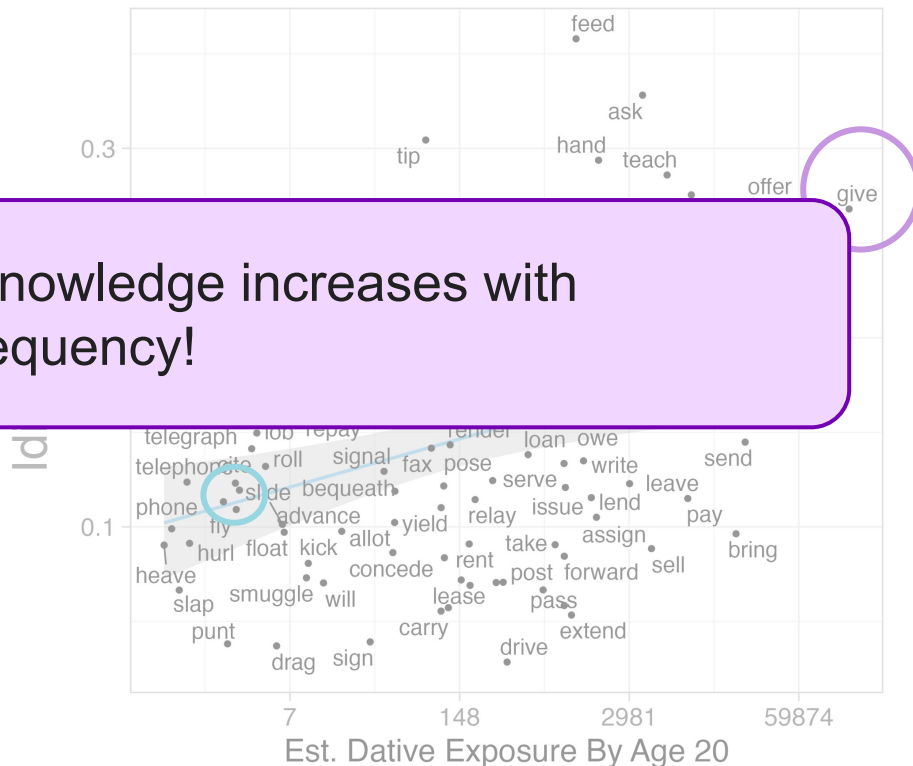 feed
ask
0.3
tip
hand
teach
offer
give
nowledge increases with
equency!
Id
telegraph
lob
repay
render
loan
owe
send
telephone
cite
roll
signal
fax
pose
write
leave
phone
slide
bequeath
serve
issue
lend
pay
0.1
fly
advance
yield
relay
assign
bring
hurl
float
kick
allot
take
sell
heave
concede
rent
post
forward
slap
smuggle
will
lease
pass
punt
carry
extend
drag
sign
drive
7
148
2981
59874
Est. Dative Exposure By Age 20